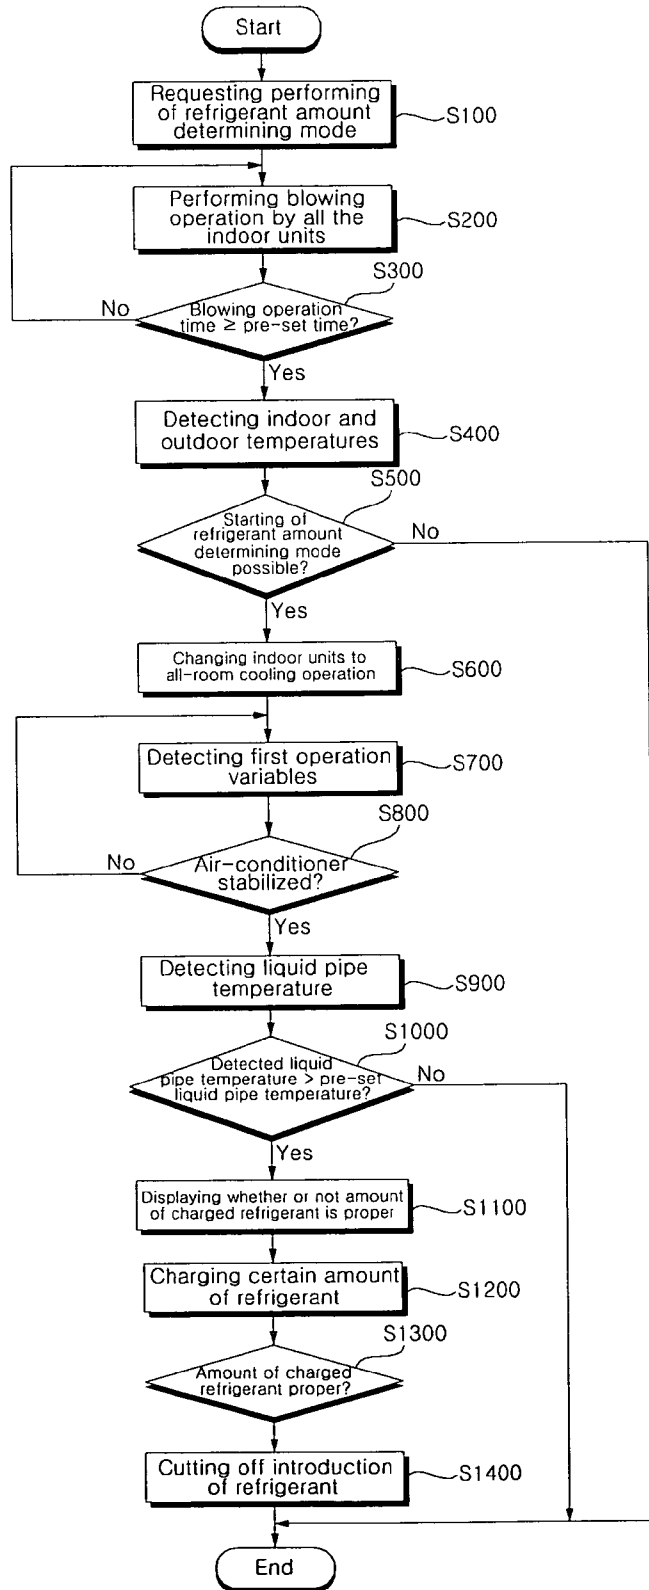 Start
Requesting performing
of refrigerant amount
determining mode
S100
Performing blowing
operation by all the
indoor units
S200
S300
Blowing operation
time ≥ pre-set time?
No
Yes
Detecting indoor and
outdoor temperatures
S400
S500
Starting of
refrigerant amount
determining mode
possible?
No
Yes
Changing indoor units to
all-room cooling operation
S600
Detecting first operation
variables
S700
S800
Air-conditioner
stabilized?
No
Yes
Detecting liquid pipe
temperature
S900
S1000
Detected liquid
pipe temperature > pre-set
liquid pipe temperature?
No
Yes
Displaying whether or not amount
of charged refrigerant is proper
S1100
Charging certain amount
of refrigerant
S1200
S1300
Amount of charged
refrigerant proper?
Cutting off introduction
of refrigerant
S1400
End